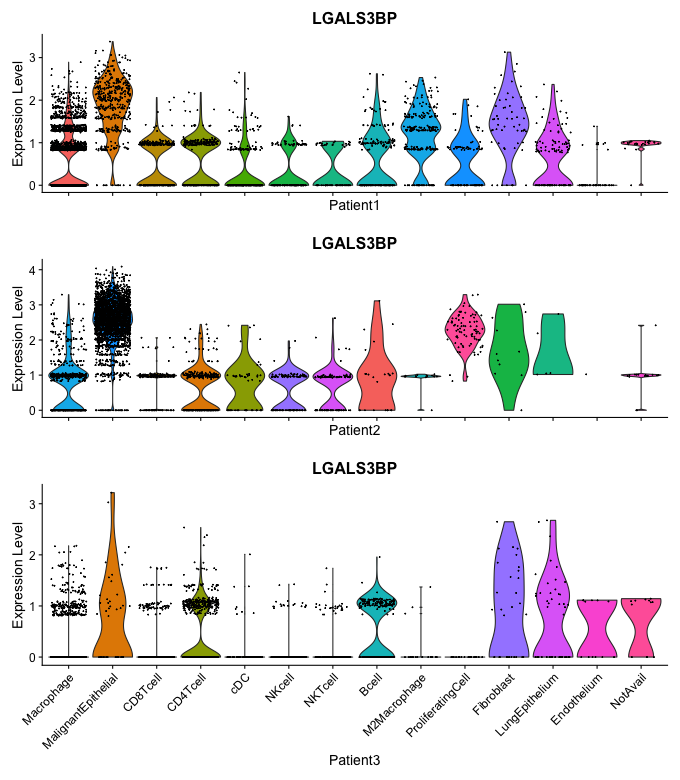 LGALS3BP
Expression Level
3
2
1
0
Patient1
LGALS3BP
Expression Level
4
3
2
1
0
Patient2
LGALS3BP
Expression Level
3
2
1
0
Macrophage
MalignantEpithelial
CD8Tcell
CD4Tcell
cDC
NKcell
NKTcell
Bcell
M2Macrophage
ProliferatingCell
Fibroblast
LungEpithelium
Endothelium
NotAvail
Patient3